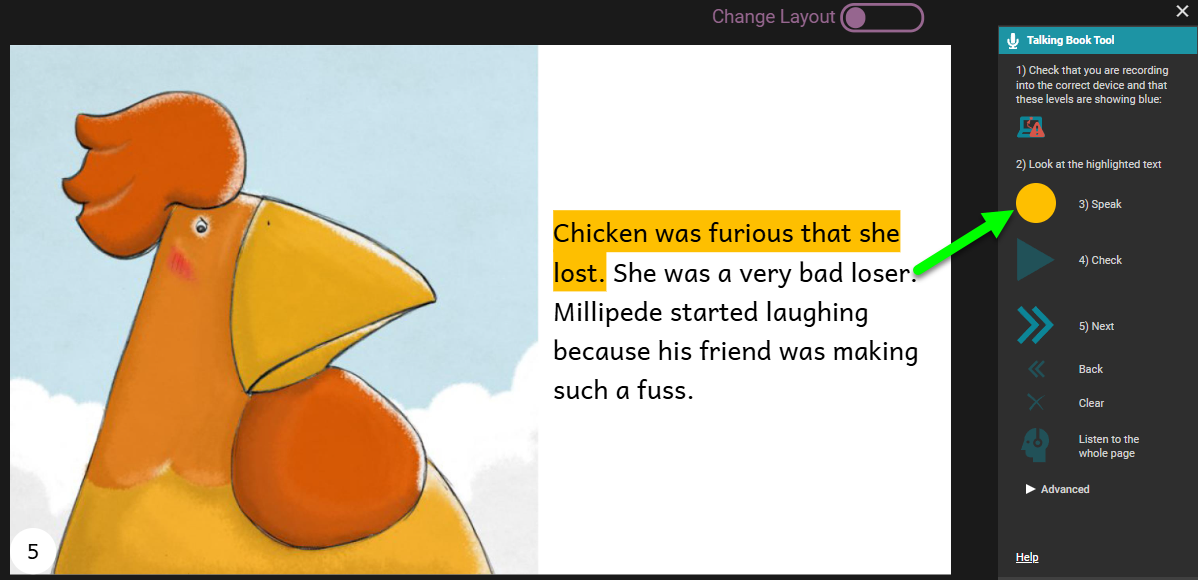 Change Layout
Chicken was furious that she
lost. She was a very bad loser.
Millipede started laughing
because his friend was making
such a fuss.
5
Talking Book Tool
1) Check that you are recording
into the correct device and that
these levels are showing blue:
2) Look at the highlighted text
3) Speak
4) Check
5) Next
Back
Clear
Listen to the
whole page
Advanced
Help